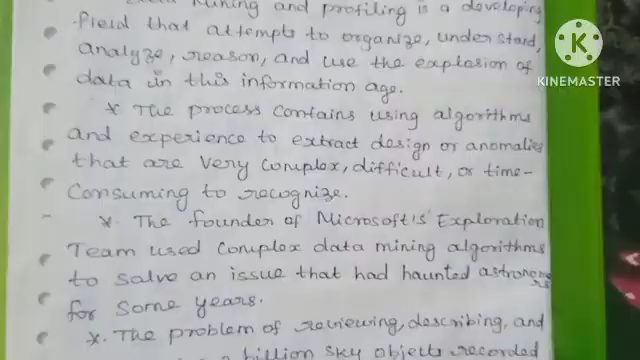 Data Mining and profiling is a developing
field that attempts to organize, understand,
analyze, reason, and use the explosion of
data in this information age.
* The process contains using algorithms
and experience to extract design or anomalies
that are very complex, difficult, or time-
consuming to recognize.
* The founder of Microsoft's Exploration
Team used complex data mining algorithms
to solve an issue that had haunted astronomers
for some years.
* The problem of reviewing, describing, and
billion sky objects recorded
KINEMASTER